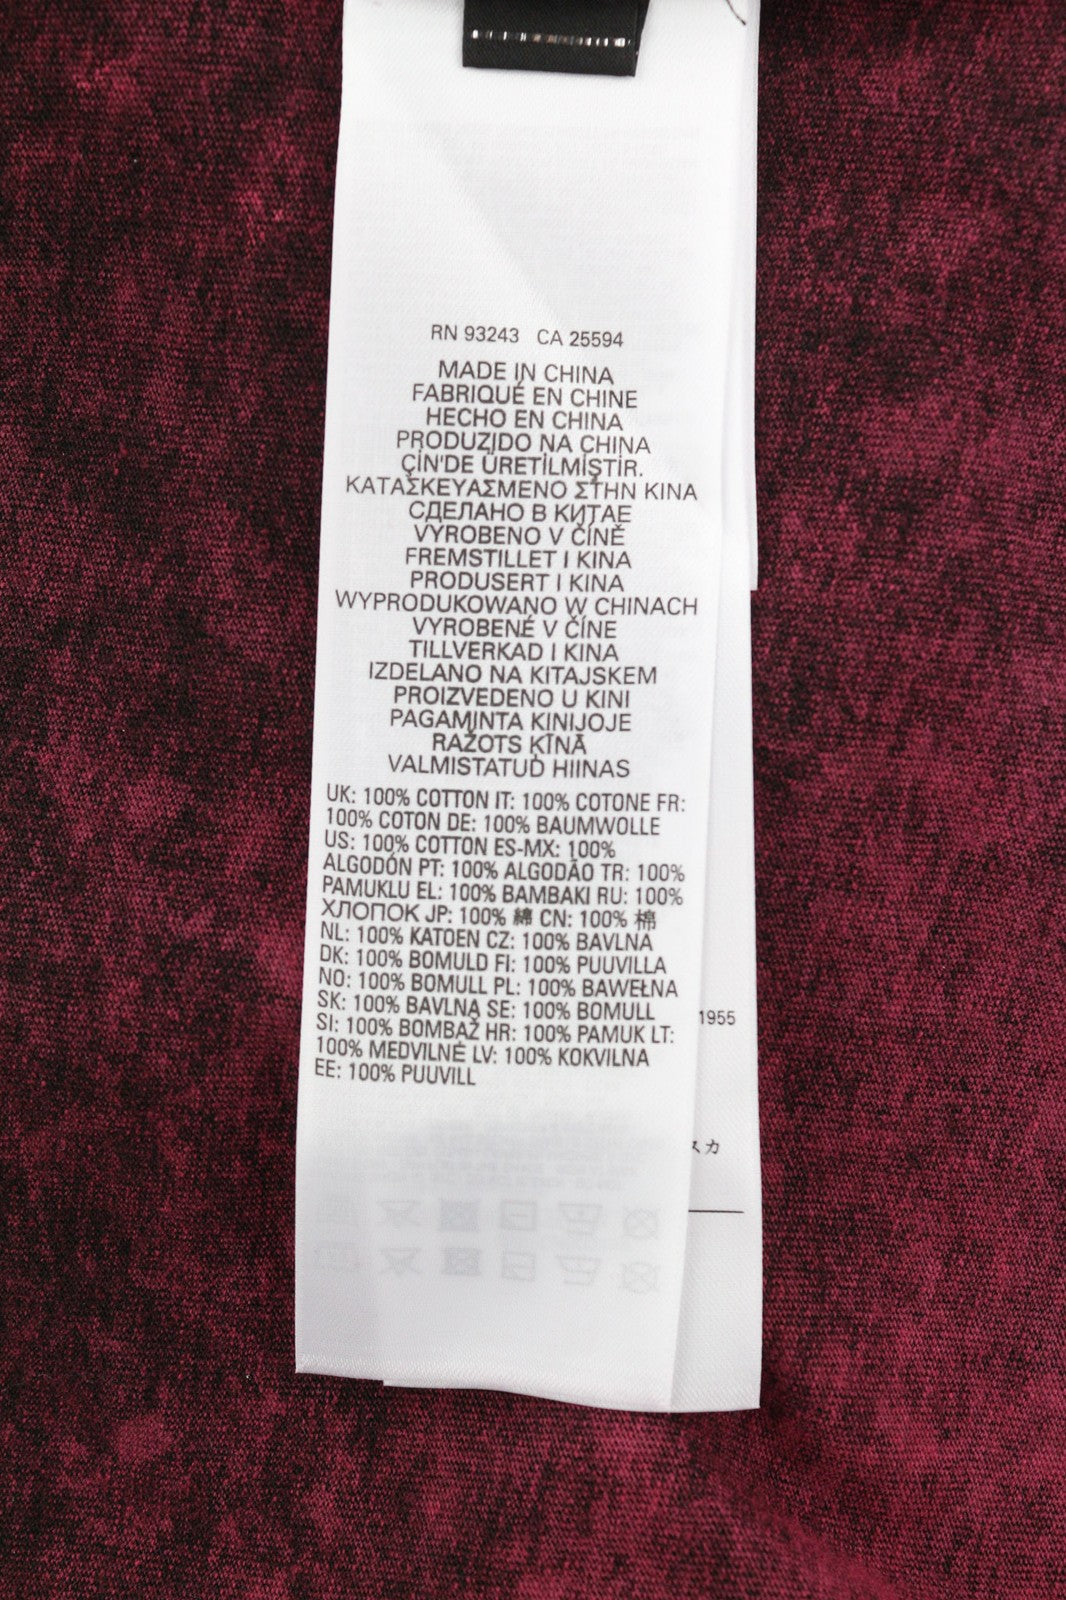 RN 93243 CA 25594
MADE IN CHINA
FABRIQUÉ EN CHINE
HECHO EN CHINA
PRODUZIDO NA CHINA
ÇİN'DE ÜRETİLMİŞTİR.
ΚΑΤΑΣΚΕΥΑΣΜΕΝΟ ΣΤΗΝ ΚΙΝΑ
СДЕЛАНО В КИТАЕ
VYROBENO V ČÍNĚ
FREMSTILLET I KINA
PRODUSERT I KINA
WYPRODUKOWANO W CHINACH
VYROBENÉ V ČÍNE
TILLVERKAD I KINA
IZDELANO NA KITAJSKEM
PROIZVEDENO U KINI
PAGAMINTA KINIJOJE
RAŽOTS ĶĪNĀ
VALMISTATUD HIINAS
UK: 100% COTTON IT: 100% COTONE FR:
100% COTON DE: 100% BAUMWOLLE
US: 100% COTTON ES-MX: 100%
ALGODÓN PT: 100% ALGODÃO TR: 100%
PAMUKLU EL: 100% ΒΑΜΒΑΚΙ RU: 100%
ХЛОПОК JP: 100% 綿 CN: 100% 棉
NL: 100% KATOEN CZ: 100% BAVLNA
DK: 100% BOMULD FI: 100% PUUVILLA
NO: 100% BOMULL PL: 100% BAWEŁNA
SK: 100% BAVLNA SE: 100% BOMULL
SI: 100% BOMBAŽ HR: 100% PAMUK LT:
100% MEDVILNĖ LV: 100% KOKVILNA
EE: 100% PUUVILL
1955
スカ